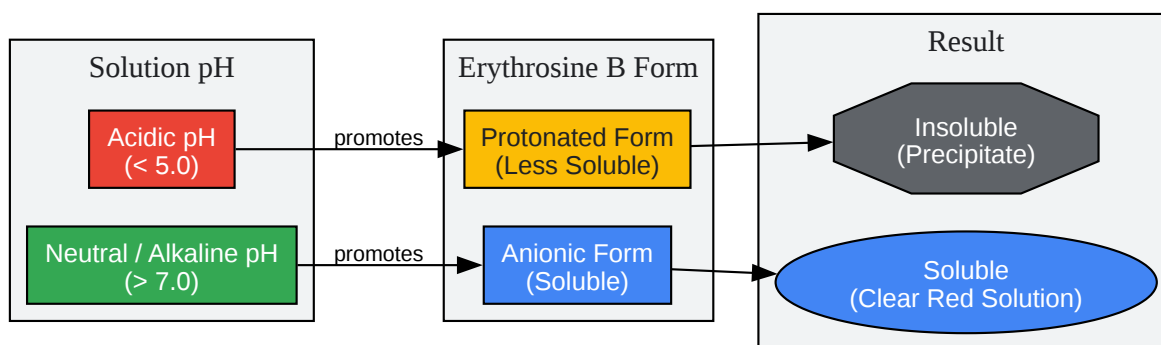 Solution pH
Erythrosine B Form
Result
Acidic pH
(< 5.0)
promotes
Protonated Form
(Less Soluble)
Insoluble
(Precipitate)
Neutral / Alkaline pH
(> 7.0)
promotes
Anionic Form
(Soluble)
Soluble
(Clear Red Solution)